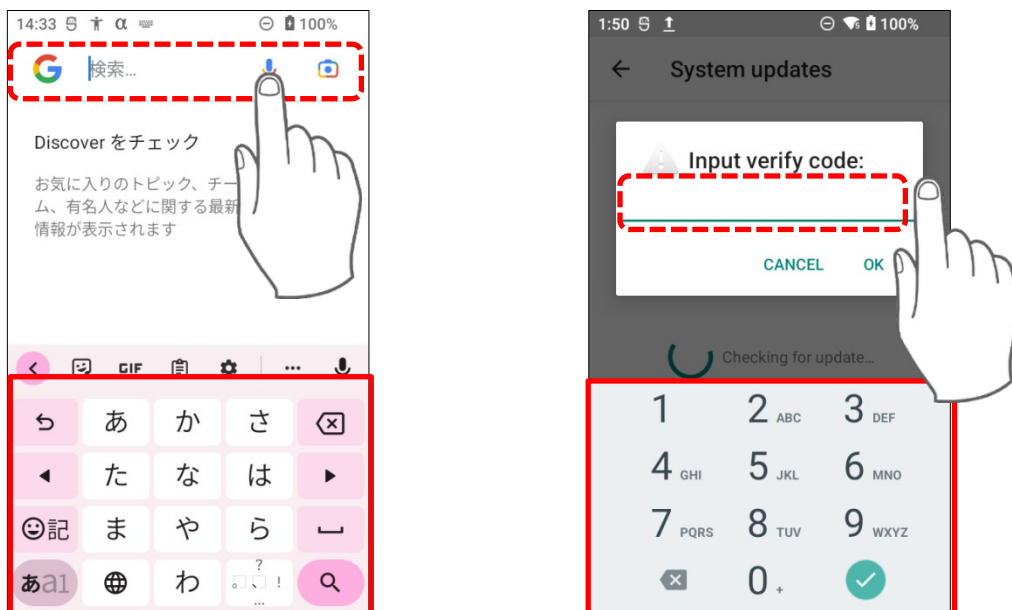 14:33 100%
検索...
Discover をチェック
お気に入りのトピック、チー
ム、有名人などに関する最新
情報が表示されます
GIF
あ か さ
た な は
記 ま や ら
あa1 わ 。、?!...
1:50 100%
System updates
Input verify code:
CANCEL OK
Checking for update...
1 2 ABC 3 DEF
4 GHI 5 JKL 6 MNO
7 PQRS 8 TUV 9 WXYZ
0 +